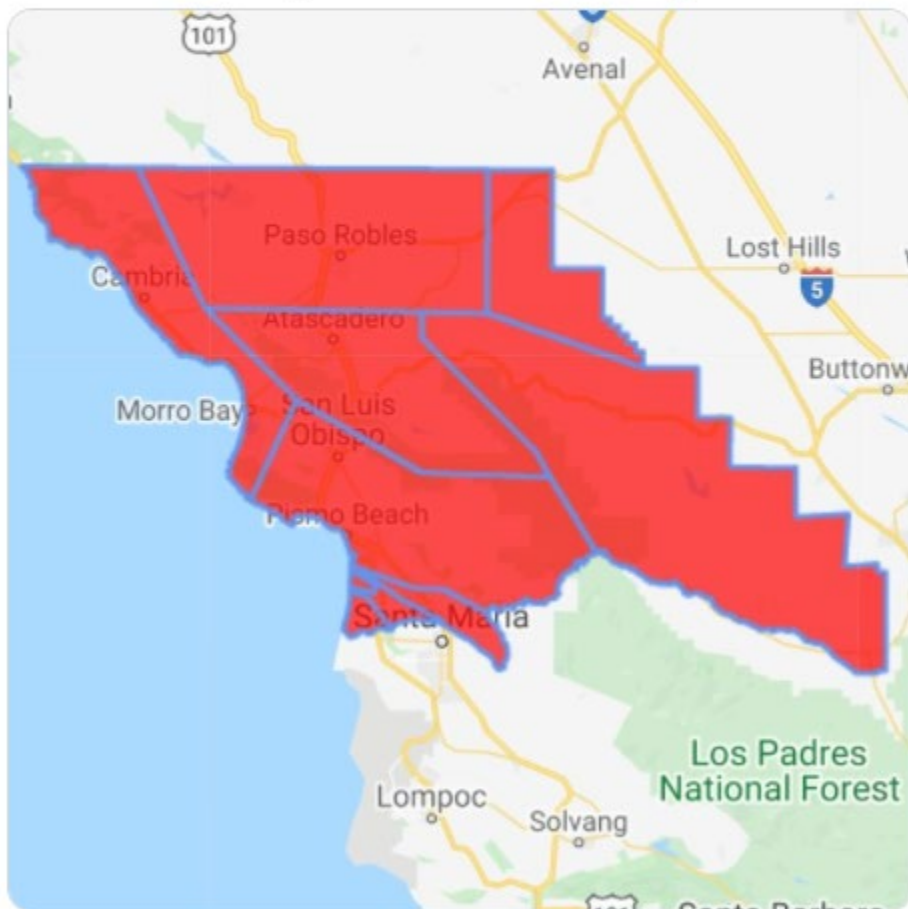 101
Avenal
Paso Robles
Lost Hills
Cambria
5
Atascadero
Buttonw
Morro Bay
San Luis
Obispo
Pismo Beach
Santa Maria
Los Padres
National Forest
Lompoc
Solvang